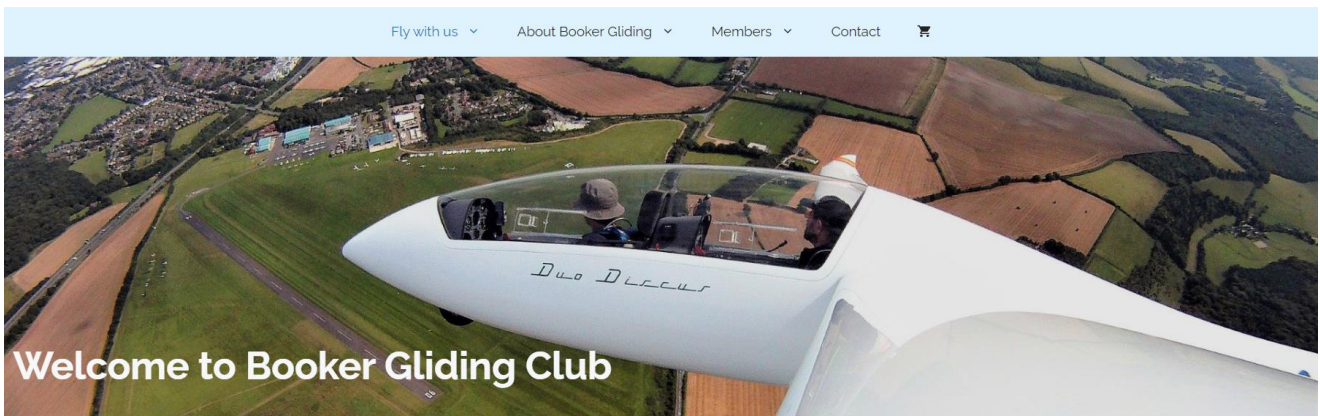 Fly with us About Booker Gliding Members Contact
Duo Discus
Welcome to Booker Gliding Club